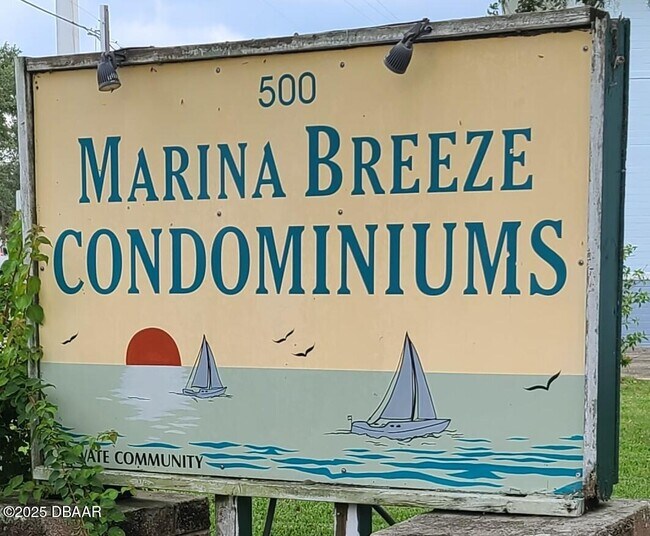 500
MARINA BREEZE
CONDOMINIUMS
COMMUNITY
©2025 DBAAR